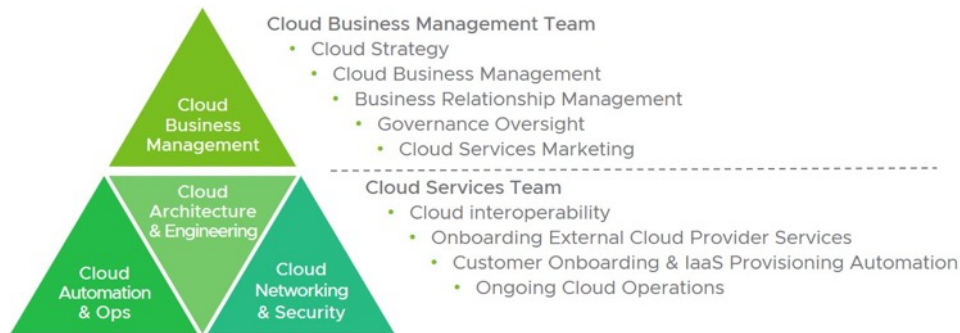 Cloud Business Management Team
• Cloud Strategy
• Cloud Business Management
• Business Relationship Management
• Governance Oversight
• Cloud Services Marketing
Cloud
Business
Management
Cloud Services Team
• Cloud interoperability
• Onboarding External Cloud Provider Services
• Customer Onboarding & IaaS Provisioning Automation
• Ongoing Cloud Operations
Cloud
Architecture
& Engineering
Cloud
Automation
& Ops
Cloud
Networking
& Security